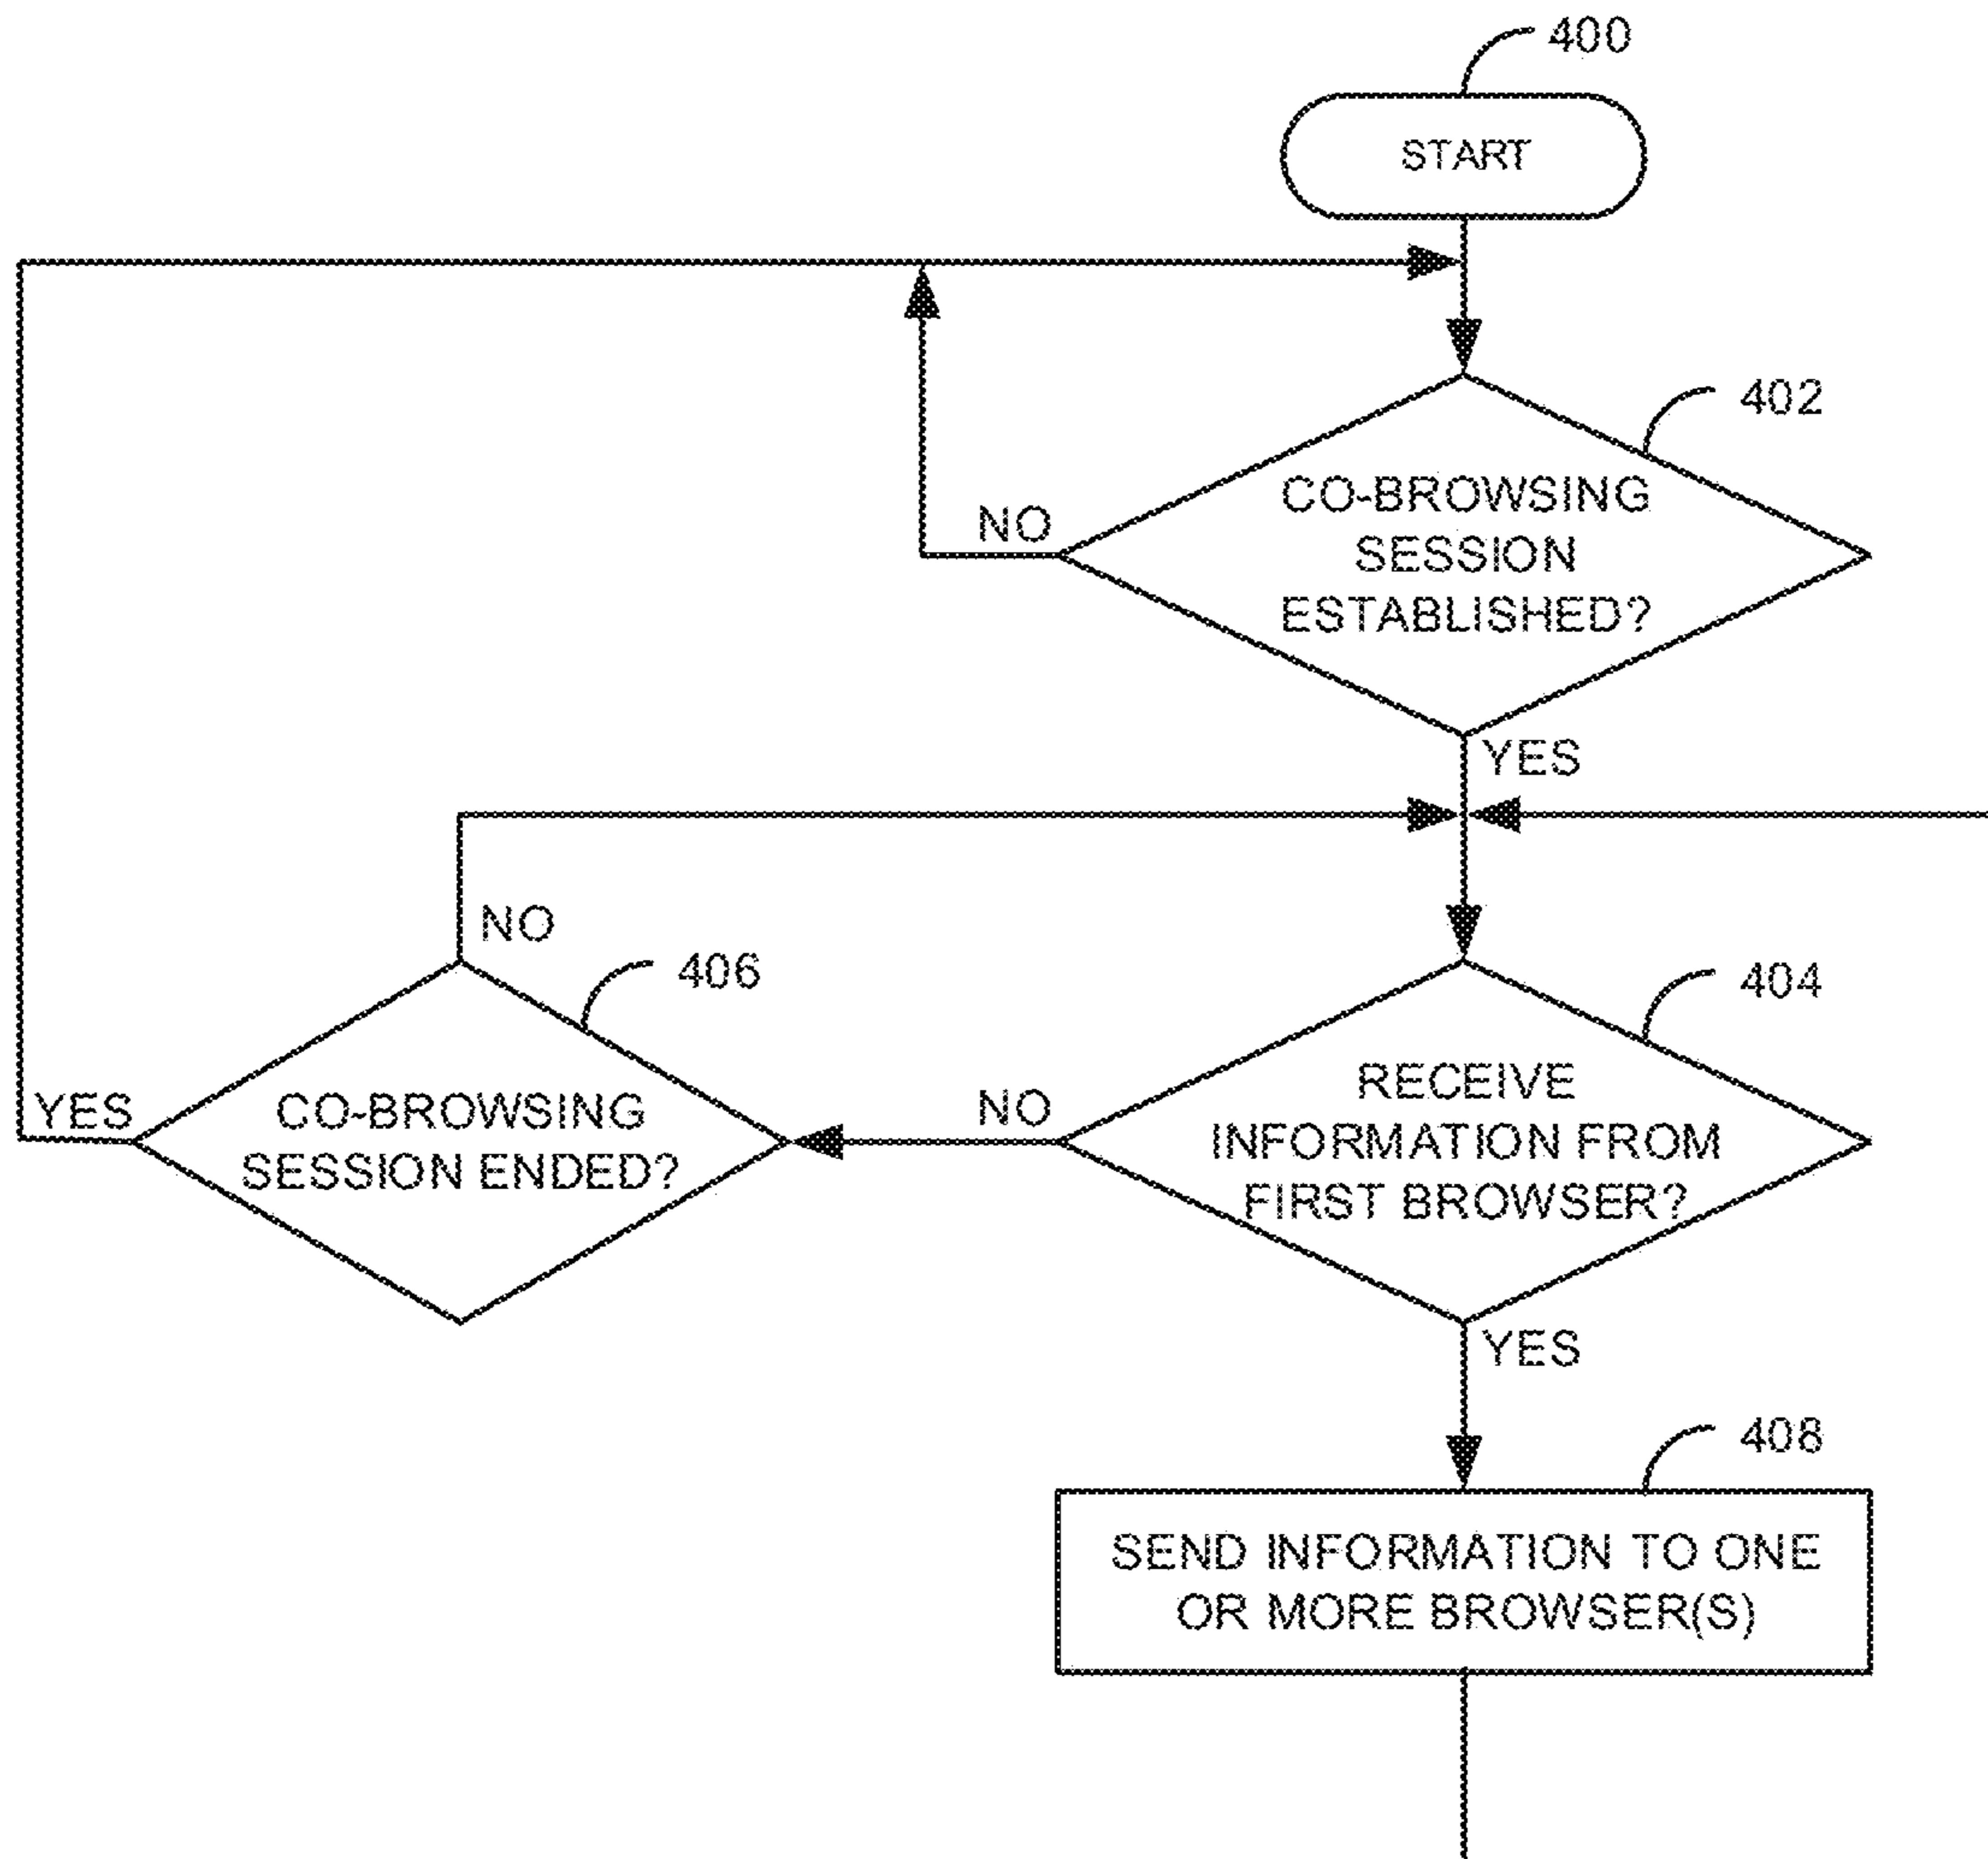 400
START
402
CO-BROWSING
SESSION
ESTABLISHED?
NO
YES
NO
406
404
YES
CO-BROWSING
SESSION ENDED?
NO
RECEIVE
INFORMATION FROM
FIRST BROWSER?
YES
408
SEND INFORMATION TO ONE
OR MORE BROWSER(S)